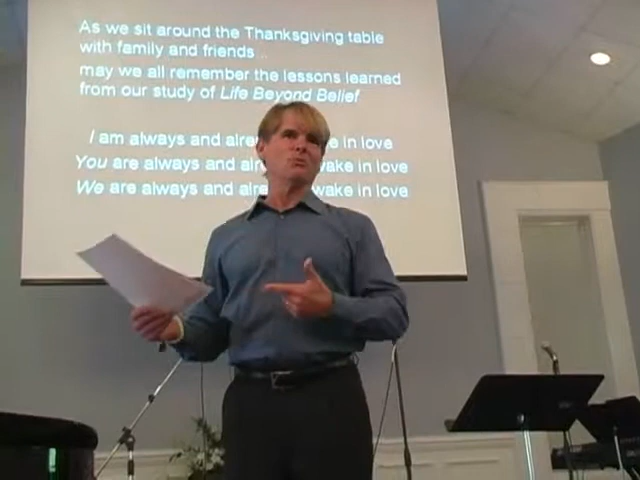 As we sit around the Thanksgiving table
with family and friends...
may we all remember the lessons learned
from our study of Life Beyond Belief
I am always and in love
You are always and in love
We are always and in love